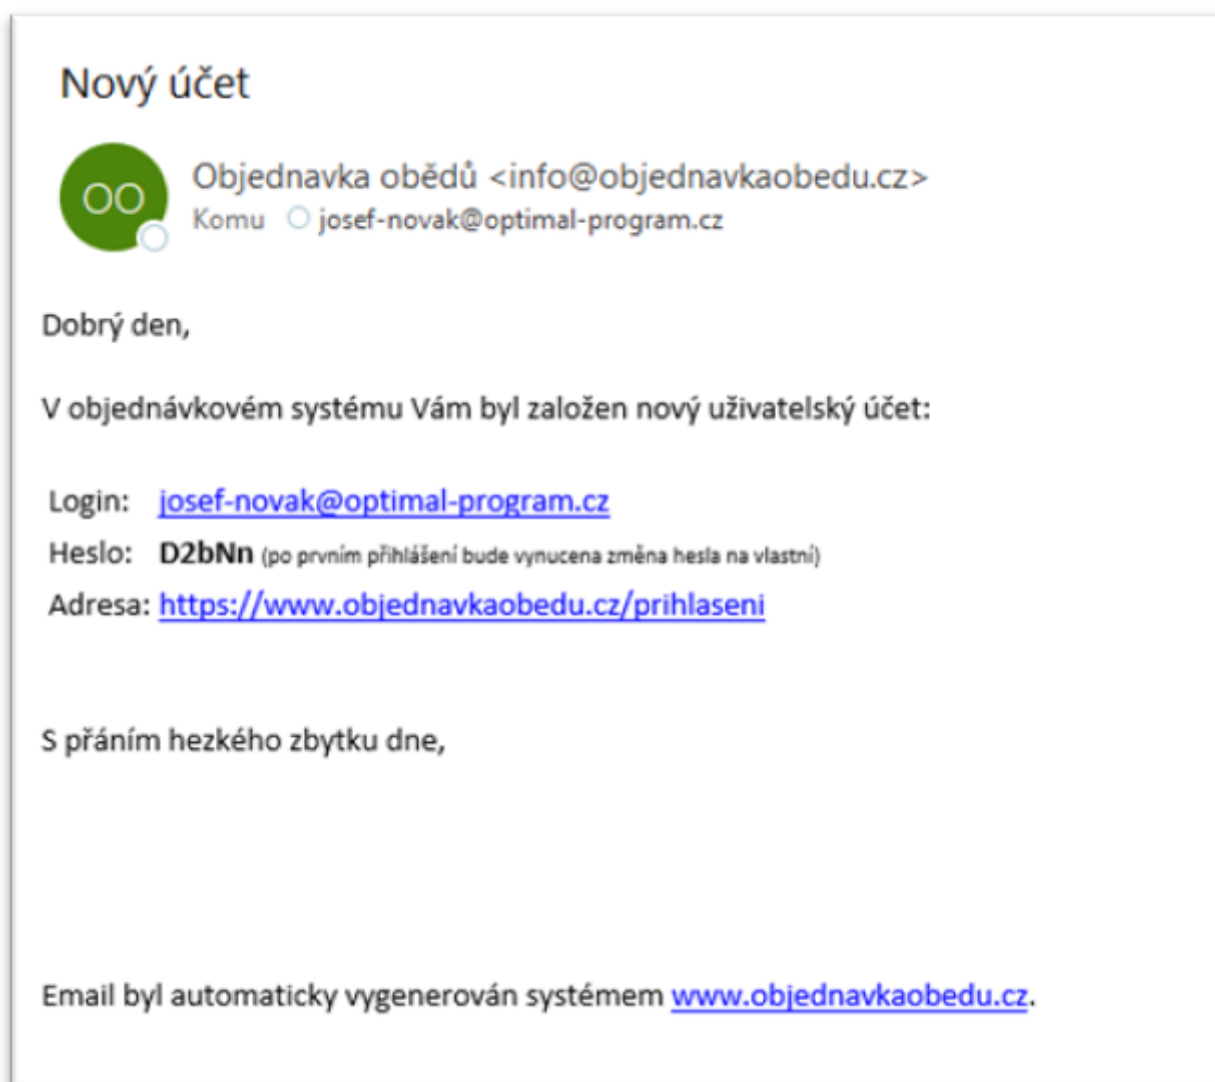 Nový účet
OO
Objednavka obědů <info@objednavkaobedu.cz>
Komu josef-novak@optimal-program.cz
Dobrý den,
V objednávkovém systému Vám byl založen nový uživatelský účet:
Login: josef-novak@optimal-program.cz
Heslo: D2bNn (po prvním přihlášení bude vynucena změna hesla na vlastní)
Adresa: https://www.objednavkaobedu.cz/prihlaseni
S přáním hezkého zbytku dne,
Email byl automaticky vygenerován systémem www.objednavkaobedu.cz.